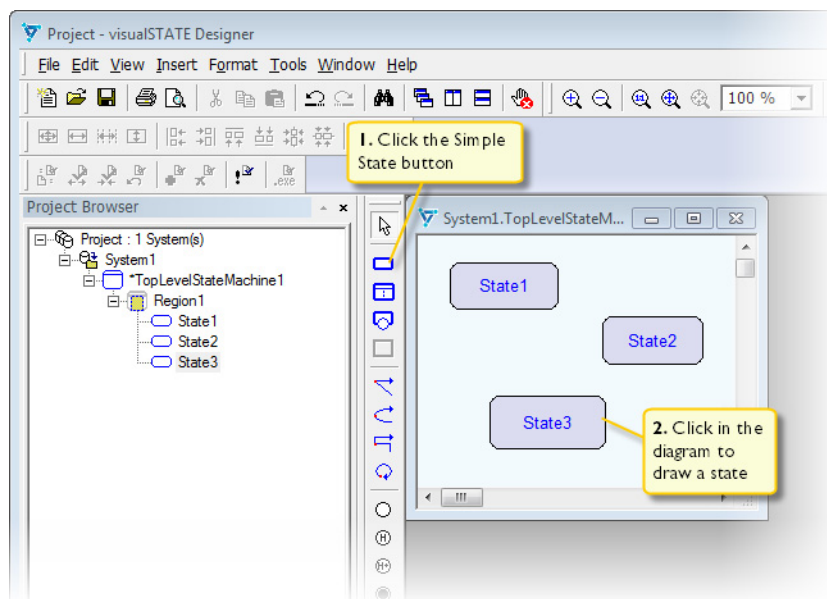 Project - visualSTATE Designer
File Edit View Insert Format Tools Window Help
100 %
1. Click the Simple
State button
.exe
Project Browser
Project : 1 System(s)
System1
*TopLevelStateMachine1
Region1
State1
State2
State3
System1.TopLevelStateM...
State1
State2
State3
2. Click in the
diagram to
draw a state
H
H+